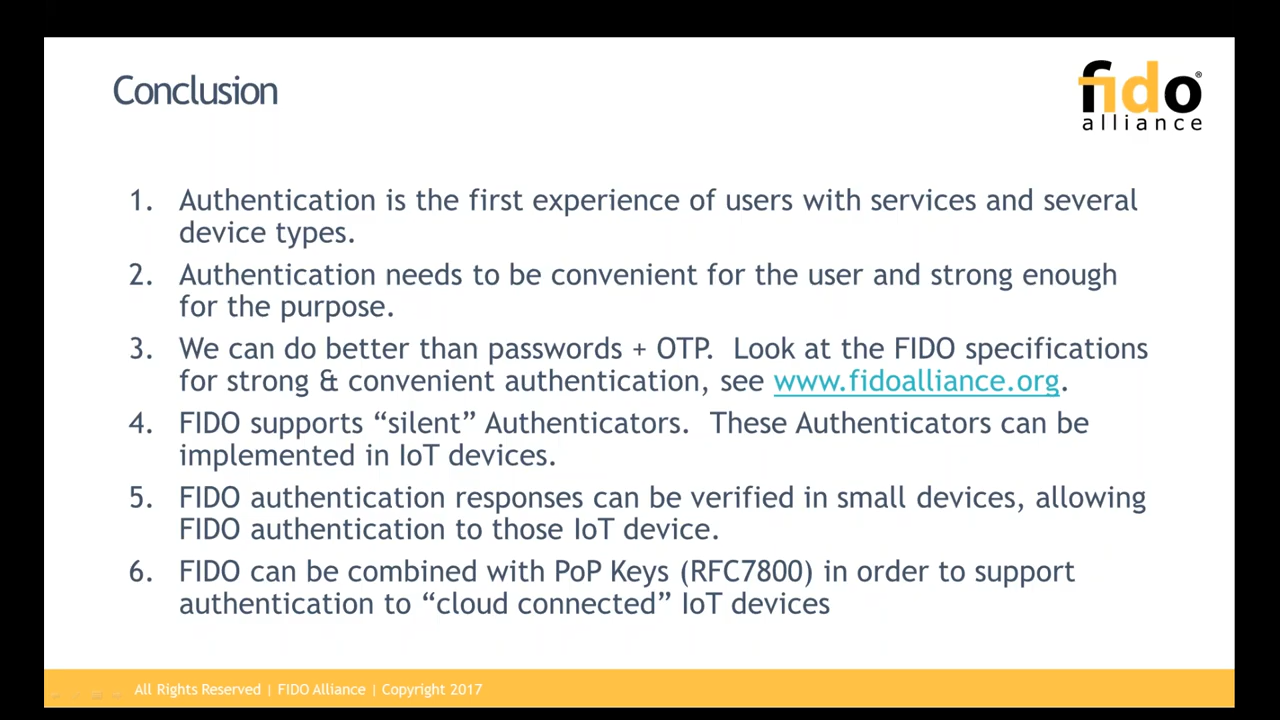 Conclusion
fido®
alliance
1. Authentication is the first experience of users with services and several
device types.
2. Authentication needs to be convenient for the user and strong enough
for the purpose.
3. We can do better than passwords + OTP. Look at the FIDO specifications
for strong & convenient authentication, see www.fidoalliance.org.
4. FIDO supports “silent” Authenticators. These Authenticators can be
implemented in IoT devices.
5. FIDO authentication responses can be verified in small devices, allowing
FIDO authentication to those IoT device.
6. FIDO can be combined with PoP Keys (RFC7800) in order to support
authentication to “cloud connected” IoT devices
All Rights Reserved | FIDO Alliance | Copyright 2017